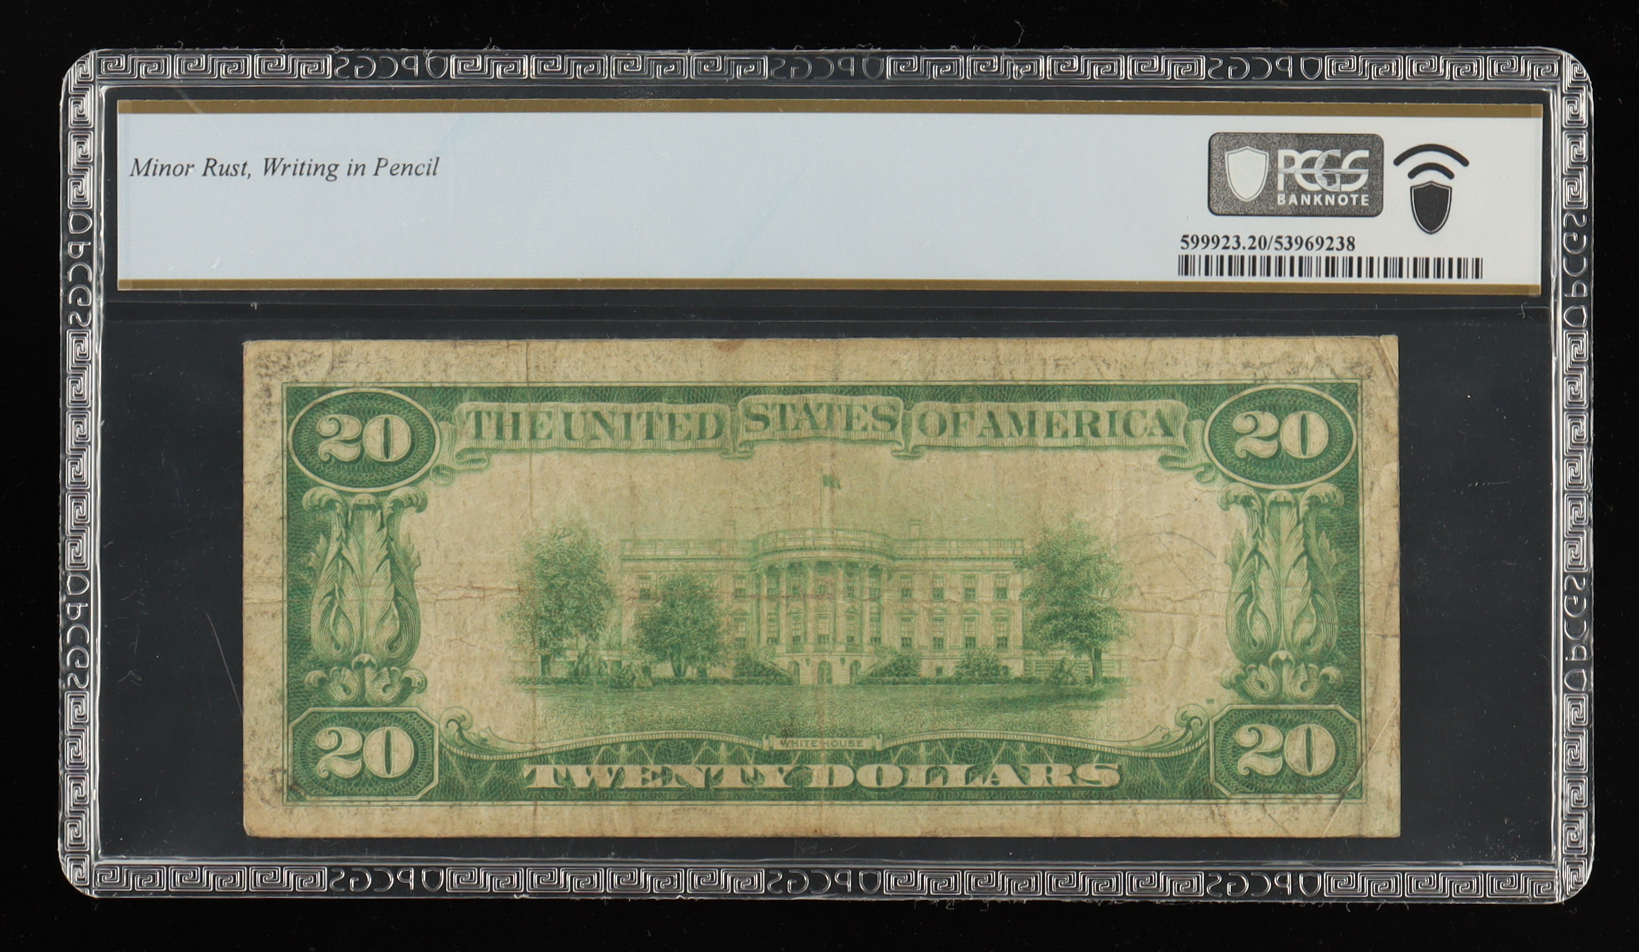 Minor Rust, Writing in Pencil
PCGS
BANKNOTE
599923.20/53969238
THE UNITED STATES OF AMERICA
20
20
WHITE HOUSE
20
20
TWENTY DOLLARS